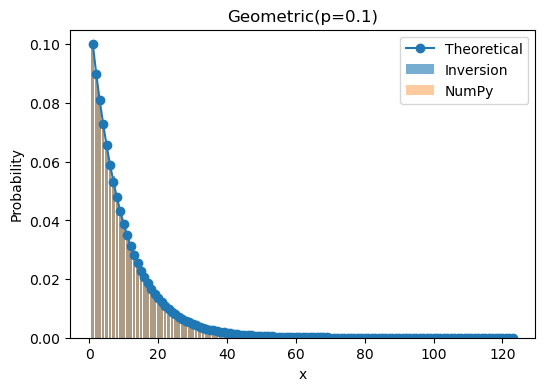 Geometric(p=0.1)
Theoretical
Inversion
NumPy
Probability
0.10
0.08
0.06
0.04
0.02
0.00
0 20 40 60 80 100 120
x